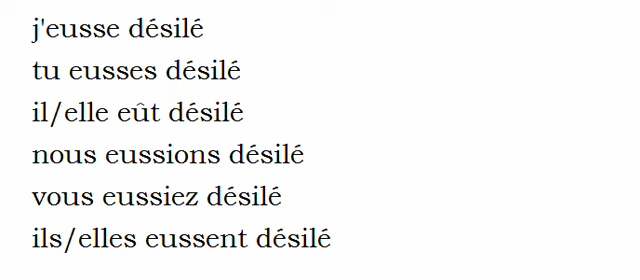 j'eusse désilé
tu eusses désilé
il/elle eût désilé
nous eussions désilé
vous eussiez désilé
ils/elles eussent désilé